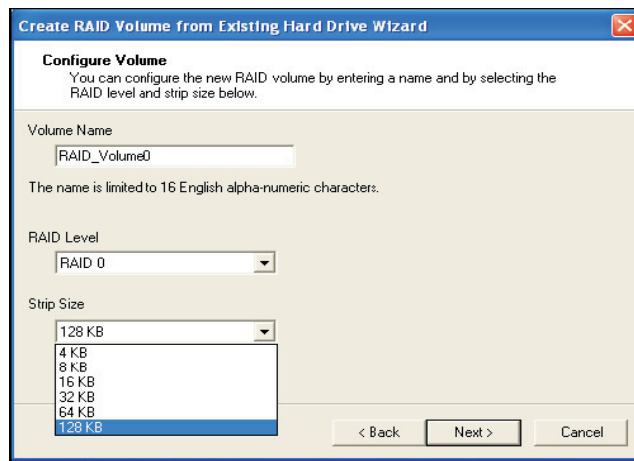 Create RAID Volume from Existing Hard Drive Wizard
Configure Volume
You can configure the new RAID volume by entering a name and by selecting the
RAID level and strip size below.
Volume Name
RAID_Volume0
The name is limited to 16 English alpha-numeric characters.
RAID Level
RAID 0
Strip Size
128 KB
4 KB
8 KB
16 KB
32 KB
64 KB
128 KB
< Back
Next >
Cancel